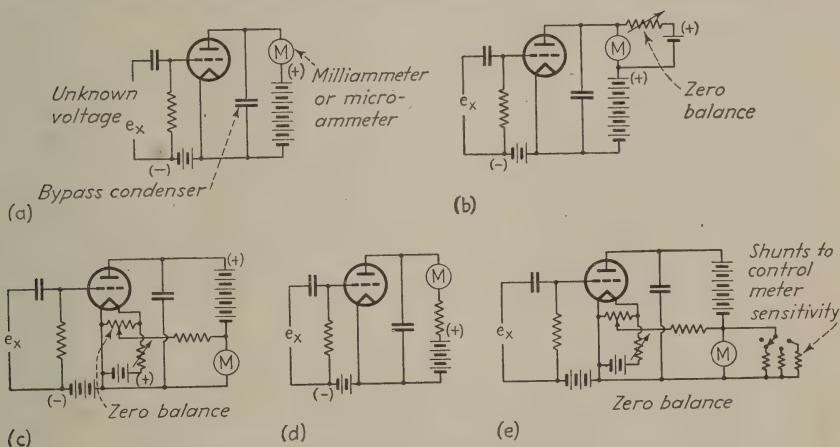 M
(+)
Milliammeter
or micro-
ammeter
Unknown
voltage
eₓ
(−)
Bypass condenser
(a)
M
(+)
(+)
Zero
balance
eₓ
(−)
(b)
(+)
eₓ
M
(+)
(−)
Zero balance
(c)
M
(+)
eₓ
(−)
(d)
Shunts to
control
meter
sensitivity
eₓ
M
Zero balance
(e)